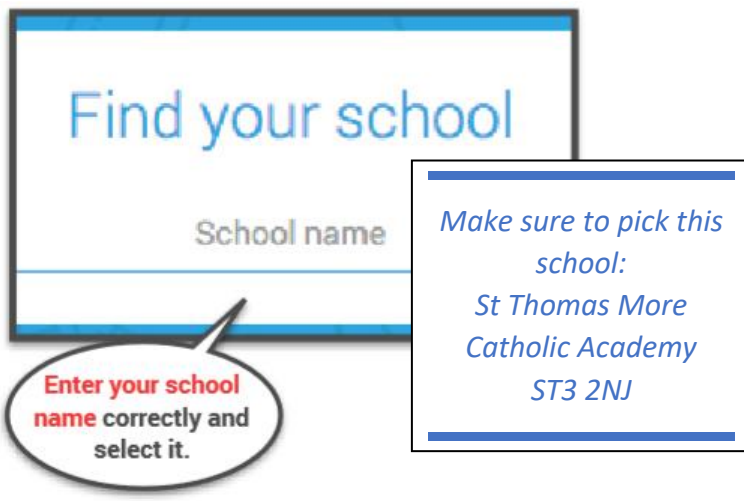 Find your school
School name
Make sure to pick this
school:
St Thomas More
Catholic Academy
ST3 2NJ
Enter your school
name correctly and
select it.